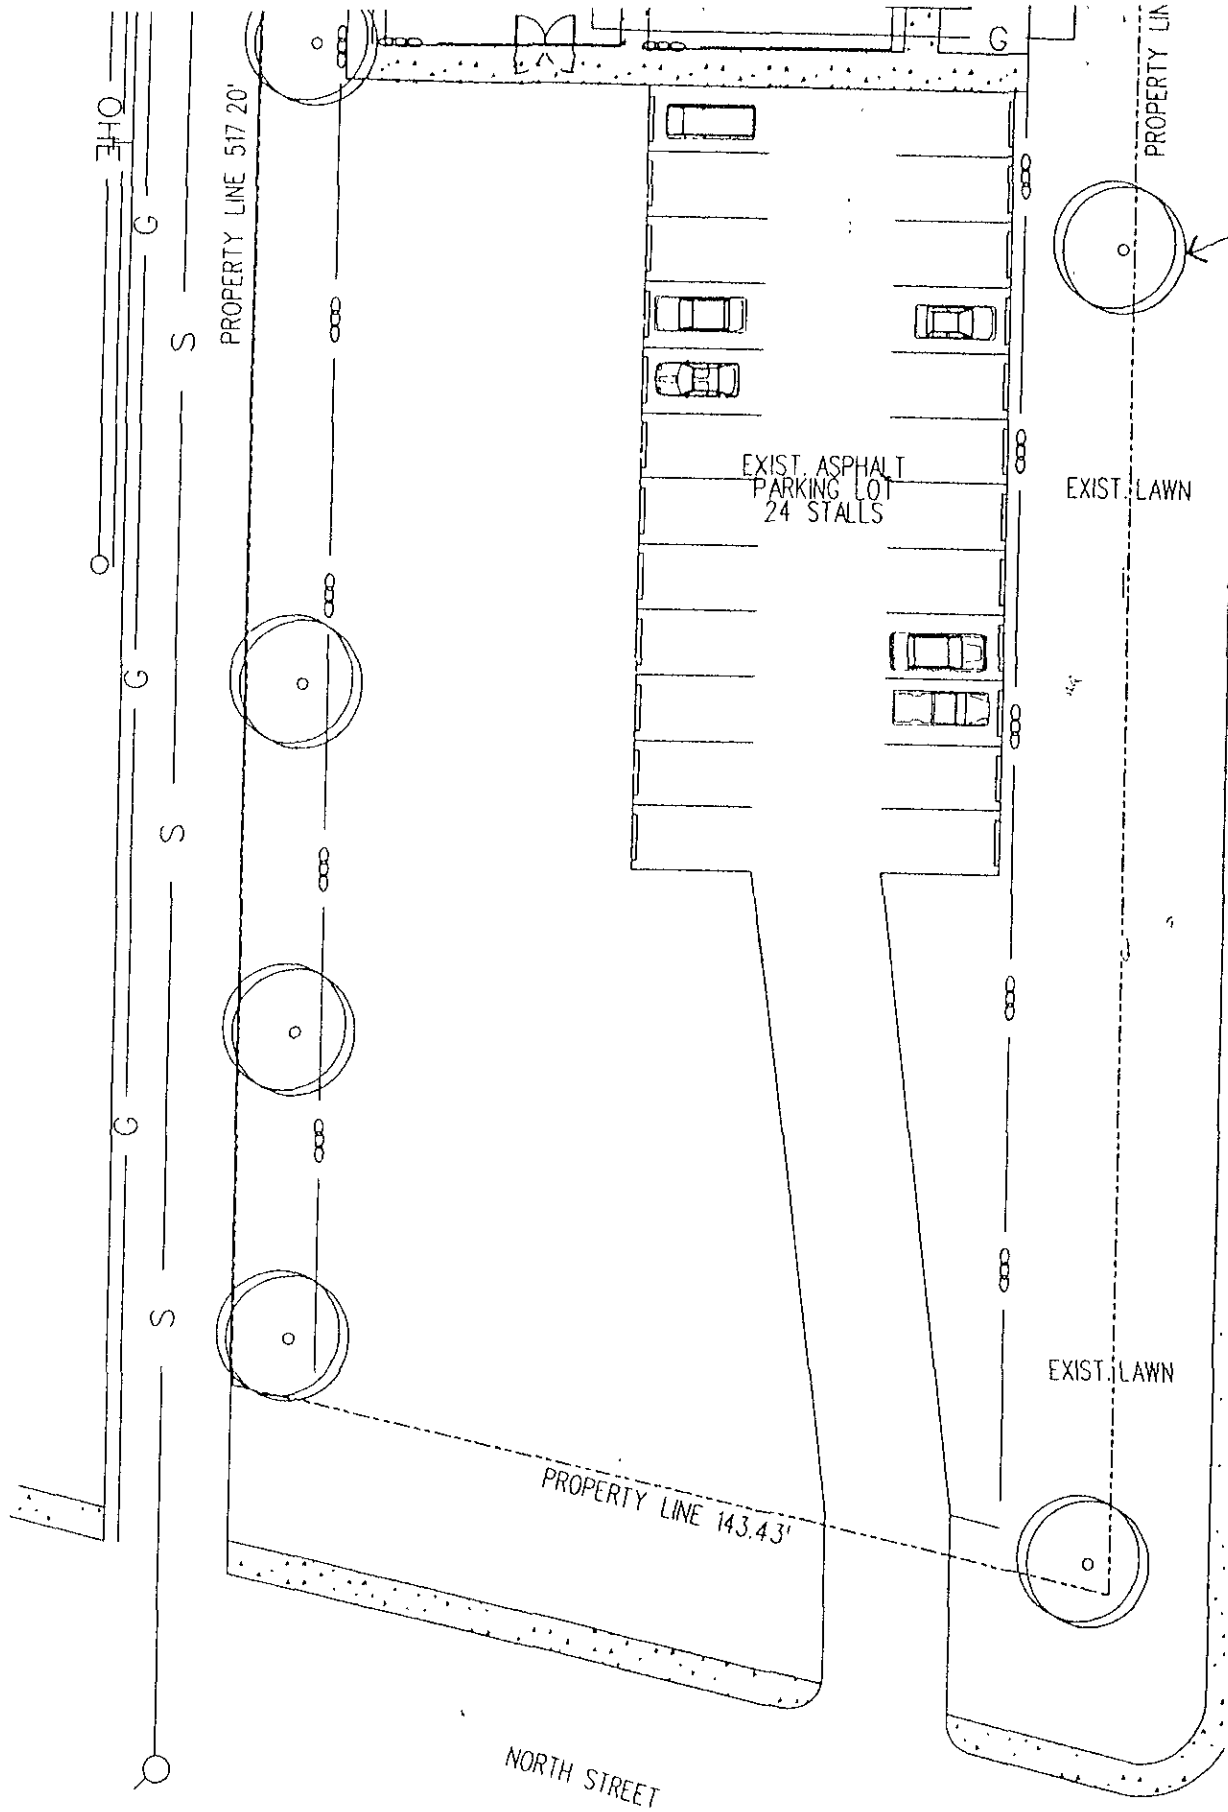 G
PROPERTY LIN
OHE
PROPERTY LINE 517 20'
G
S
EXIST. ASPHALT
PARKING LOT
24 STALLS
EXIST. LAWN
G
S
G
S
EXIST. LAWN
PROPERTY LINE 143.43'
NORTH STREET